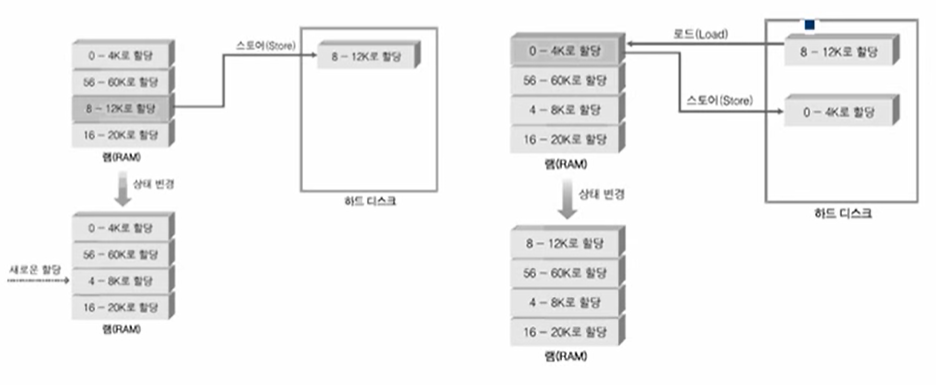 0 – 4K로 할당
56 – 60K로 할당
8 – 12K로 할당
16 – 20K로 할당
램(RAM)
스토어(Store)
8 – 12K로 할당
하드 디스크
상태 변경
0 – 4K로 할당
56 – 60K로 할당
새로운 할당
4 – 8K로 할당
16 – 20K로 할당
램(RAM)
0 – 4K로 할당
56 – 60K로 할당
4 – 8K로 할당
16 – 20K로 할당
램(RAM)
로드(Load)
8 – 12K로 할당
스토어(Store)
0 – 4K로 할당
하드 디스크
상태 변경
8 – 12K로 할당
56 – 60K로 할당
4 – 8K로 할당
16 – 20K로 할당
램(RAM)